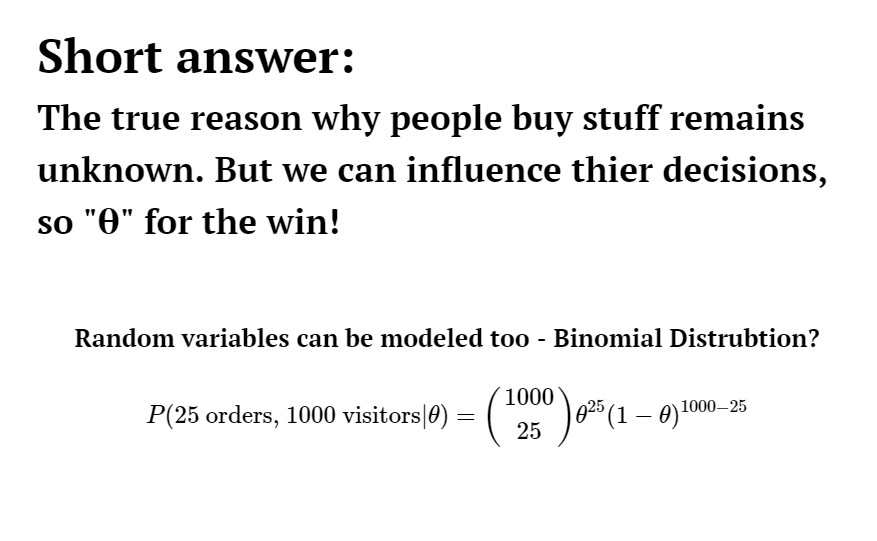 Short answer:
The true reason why people buy stuff remains
unknown. But we can influence thier decisions,
so "θ" for the win!
Random variables can be modeled too - Binomial Distrubtion?
P(25 orders, 1000 visitors|θ) = (1000 25) θ^25 (1 − θ)^1000−25